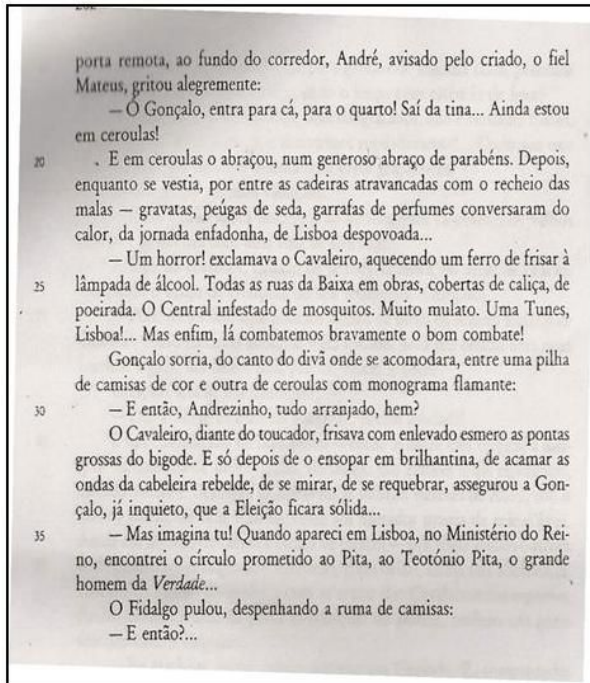 porta remota, ao fundo do corredor, André, avisado pelo criado, o fiel
Mateus, gritou alegremente:
— Ó Gonçalo, entra para cá, para o quarto! Saí da tina... Ainda estou
em ceroulas!
20 E em ceroulas o abraçou, num generoso abraço de parabéns. Depois,
enquanto se vestia, por entre as cadeiras atravancadas com o recheio das
malas — gravatas, peúgas de seda, garrafas de perfumes conversaram do
calor, da jornada enfadonha, de Lisboa despovoada...
— Um horror! exclamava o Cavaleiro, aquecendo um ferro de frisar à
25 lâmpada de álcool. Todas as ruas da Baixa em obras, cobertas de caliça, de
poeirada. O Central infestado de mosquitos. Muito mulato. Uma Tunes,
Lisboa!... Mas enfim, lá combatemos bravamente o bom combate!
Gonçalo sorria, do canto do divã onde se acomodara, entre uma pilha
de camisas de cor e outra de ceroulas com monograma flamante:
30 — E então, Andrezinho, tudo arranjado, hem?
O Cavaleiro, diante do toucador, frisava com enlevado esmero as pontas
grossas do bigode. E só depois de o ensopar em brilhantina, de acamar as
ondas da cabeleira rebelde, de se mirar, de se requebrar, assegurou a Gon-
çalo, já inquieto, que a Eleição ficara sólida...
35 — Mas imagina tu! Quando apareci em Lisboa, no Ministério do Rei-
no, encontrei o círculo prometido ao Pita, ao Teotónio Pita, o grande
homem da Verdade...
O Fidalgo pulou, despenhando a ruma de camisas:
— E então?...